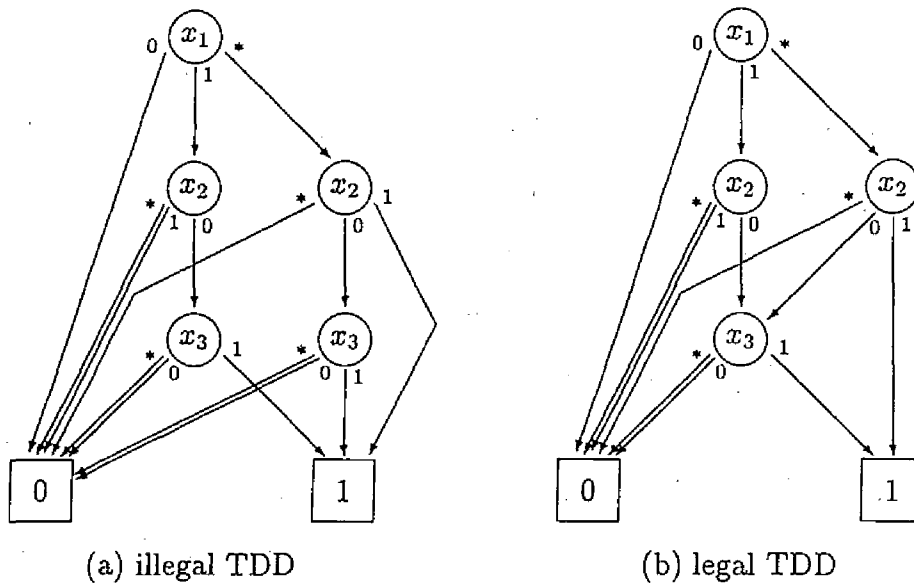 x₁ x₁
0 * 0 *
1 1
x₂ x₂ x₂ x₂
* 1 0 * 0 1 * 1 0 * 0 1
x₃ x₃ x₃
* 0 1 * 0 1 * 0 1
0 1 0 1
(a) illegal TDD (b) legal TDD